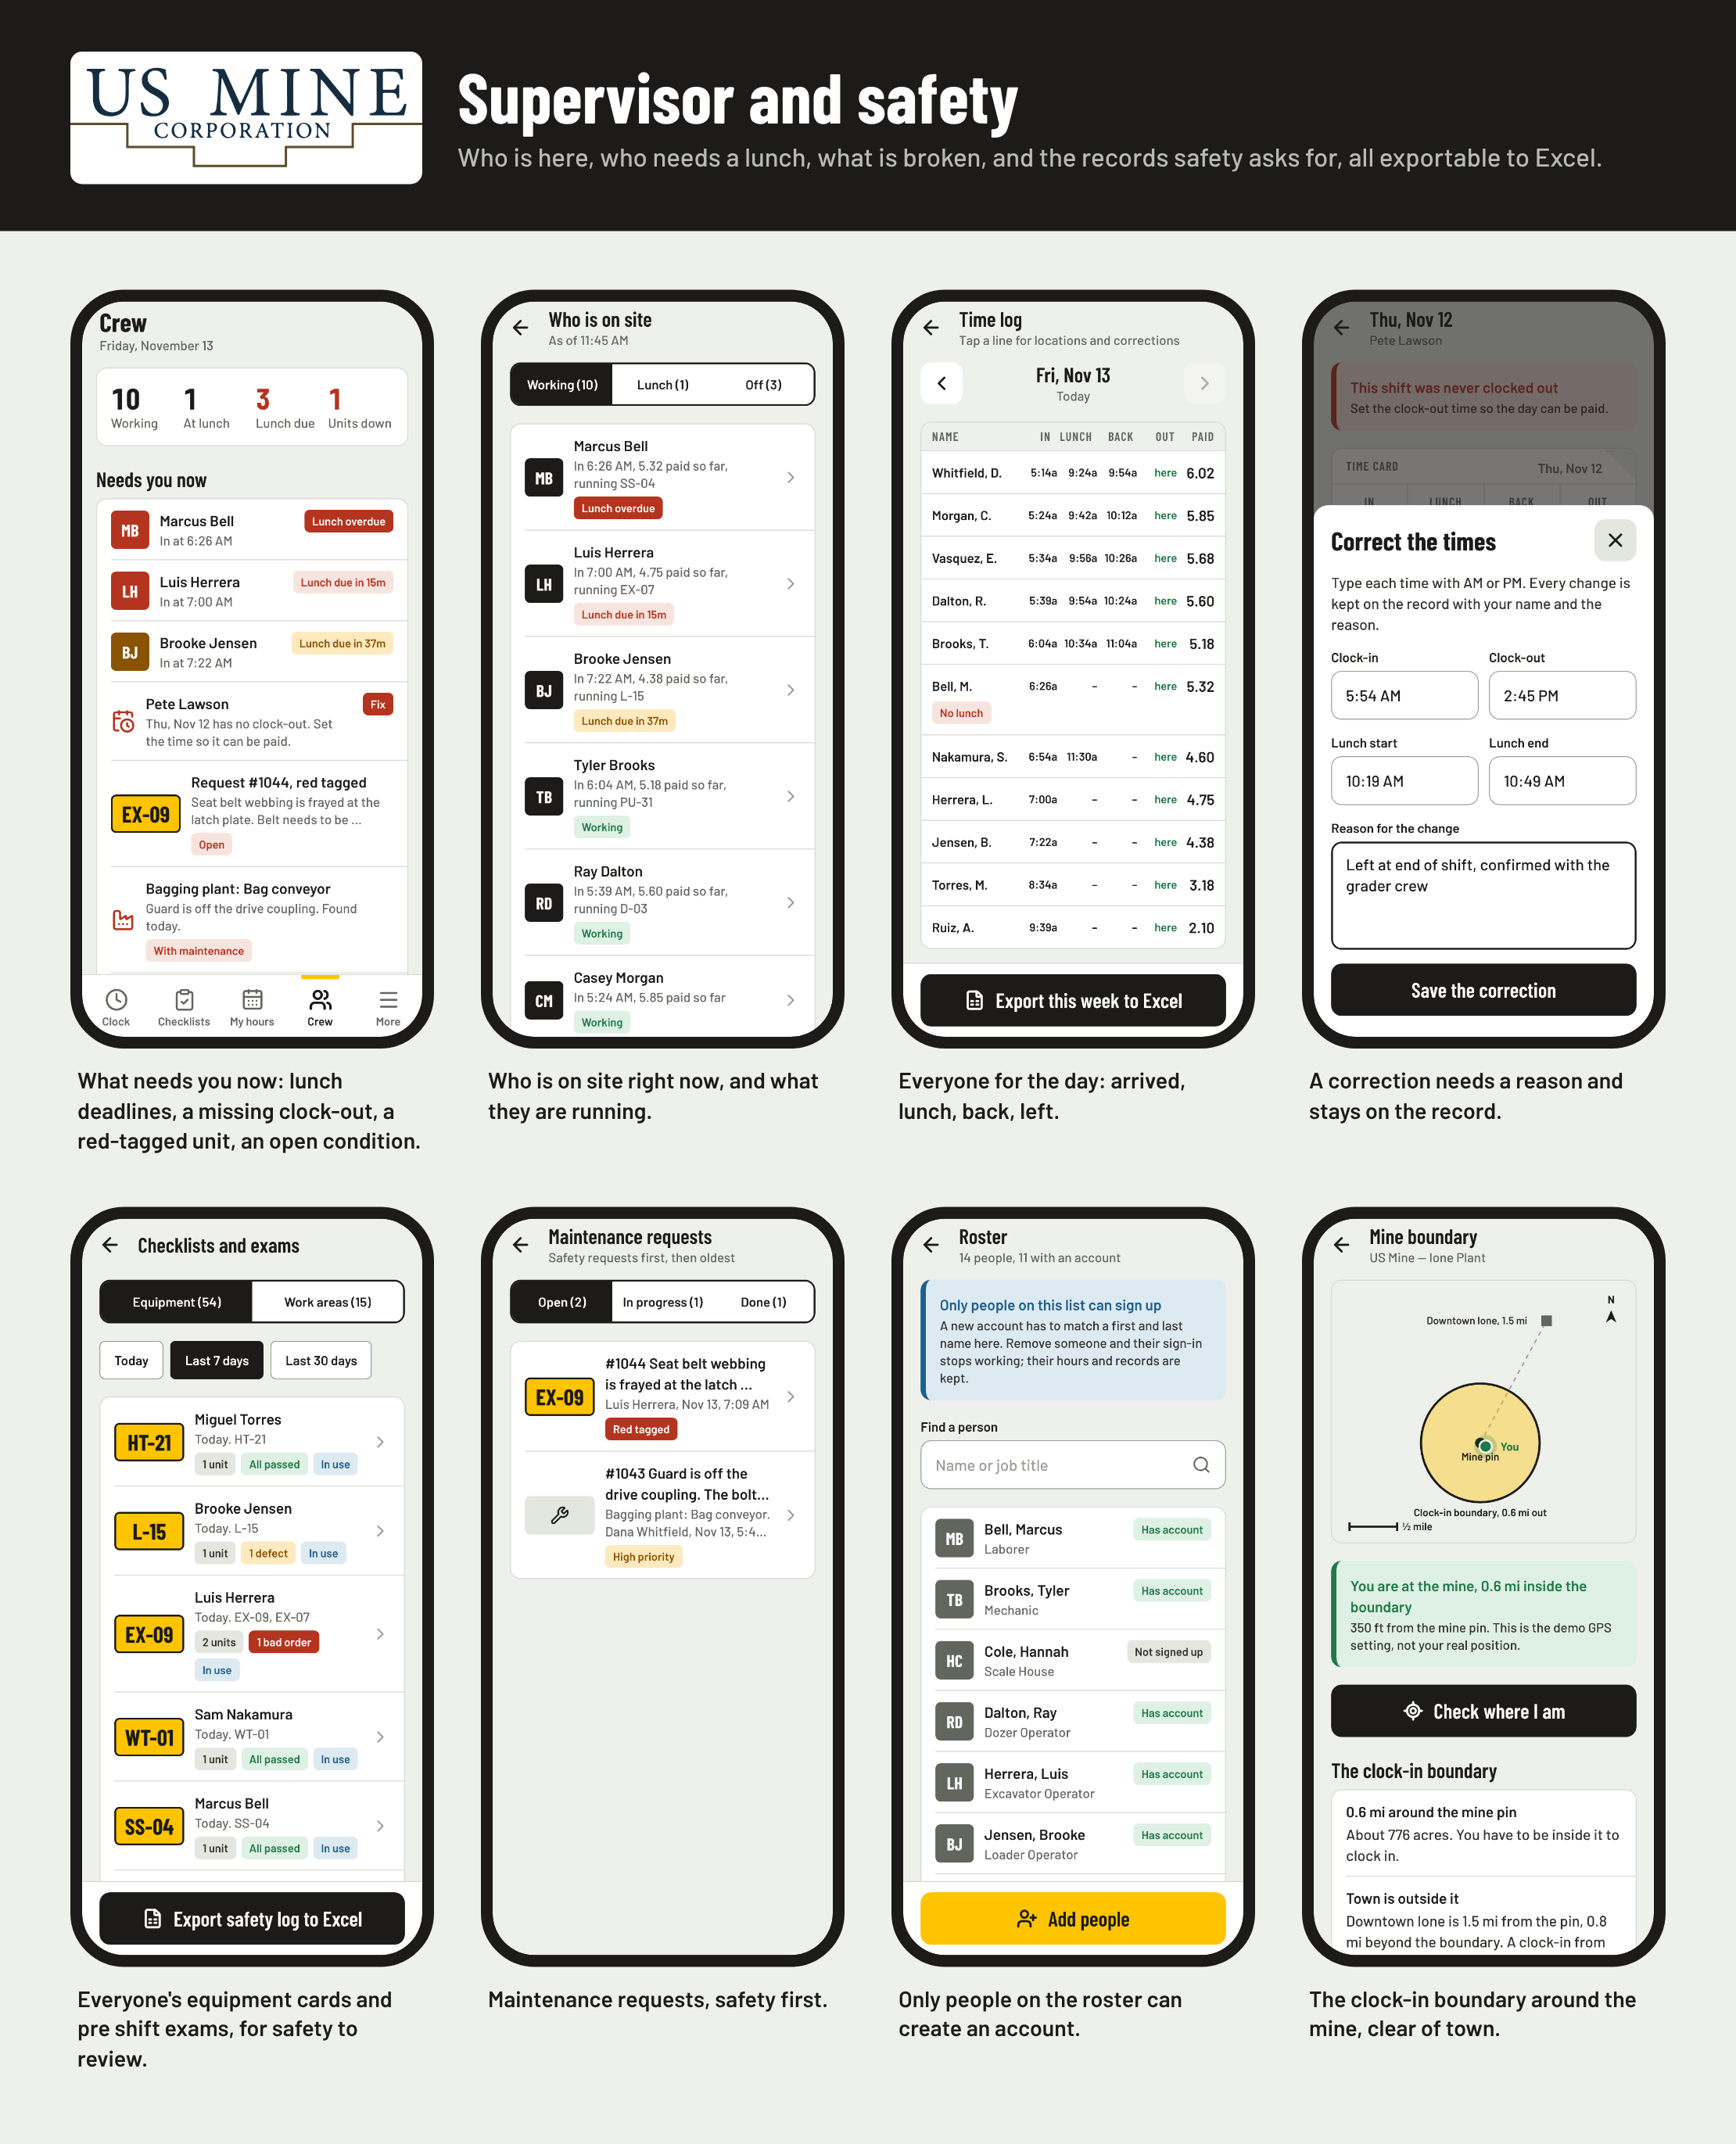 US MINE
CORPORATION
Supervisor and safety
Who is here, who needs a lunch, what is broken, and the records safety asks for, all exportable to Excel.
Crew
Friday, November 13
10 1 3 1
Working At lunch Lunch due Units down
Needs you now
MB Marcus Bell Lunch overdue
In at 6:26 AM
LH Luis Herrera Lunch due in 15m
In at 7:00 AM
BJ Brooke Jensen Lunch due in 37m
In at 7:22 AM
Pete Lawson Fix
Thu, Nov 12 has no clock-out. Set
the time so it can be paid.
EX-09 Request #1044, red tagged
Seat belt webbing is frayed at the
latch plate. Belt needs to be ...
Open
Bagging plant: Bag conveyor
Guard is off the drive coupling. Found
today.
With maintenance
Clock Checklists My hours Crew More
What needs you now: lunch
deadlines, a missing clock-out, a
red-tagged unit, an open condition.
Who is on site
As of 11:45 AM
Working (10) Lunch (1) Off (3)
MB Marcus Bell
In 6:26 AM, 5.32 paid so far,
running SS-04
Lunch overdue
LH Luis Herrera
In 7:00 AM, 4.75 paid so far,
running EX-07
Lunch due in 15m
BJ Brooke Jensen
In 7:22 AM, 4.38 paid so far,
running L-15
Lunch due in 37m
TB Tyler Brooks
In 6:04 AM, 5.18 paid so far,
running PU-31
Working
RD Ray Dalton
In 5:39 AM, 5.60 paid so far,
running D-03
Working
CM Casey Morgan
In 5:24 AM, 5.85 paid so far
Working
Who is on site right now, and what
they are running.
Time log
Tap a line for locations and corrections
Fri, Nov 13
Today
NAME IN LUNCH BACK OUT PAID
Whitfield, D. 5:14a 9:24a 9:54a here 6.02
Morgan, C. 5:24a 9:42a 10:12a here 5.85
Vasquez, E. 5:34a 9:56a 10:26a here 5.68
Dalton, R. 5:39a 9:54a 10:24a here 5.60
Brooks, T. 6:04a 10:34a 11:04a here 5.18
Bell, M. 6:26a - - here 5.32
No lunch
Nakamura, S. 6:54a 11:30a - here 4.60
Herrera, L. 7:00a - - here 4.75
Jensen, B. 7:22a - - here 4.38
Torres, M. 8:34a - - here 3.18
Ruiz, A. 9:39a - - here 2.10
Export this week to Excel
Everyone for the day: arrived,
lunch, back, left.
Thu, Nov 12
Pete Lawson
This shift was never clocked out
Set the clock-out time so the day can be paid.
TIME CARD Thu, Nov 12
IN LUNCH BACK OUT
Correct the times
Type each time with AM or PM. Every change is
kept on the record with your name and the
reason.
Clock-in Clock-out
5:54 AM 2:45 PM
Lunch start Lunch end
10:19 AM 10:49 AM
Reason for the change
Left at end of shift, confirmed with the
grader crew
Save the correction
A correction needs a reason and
stays on the record.
Checklists and exams
Equipment (54) Work areas (15)
Today Last 7 days Last 30 days
HT-21 Miguel Torres
Today. HT-21
1 unit All passed In use
L-15 Brooke Jensen
Today. L-15
1 unit 1 defect In use
EX-09 Luis Herrera
Today. EX-09, EX-07
2 units 1 bad order
In use
WT-01 Sam Nakamura
Today. WT-01
1 unit All passed In use
SS-04 Marcus Bell
Today. SS-04
1 unit All passed In use
Export safety log to Excel
Everyone's equipment cards and
pre shift exams, for safety to
review.
Maintenance requests
Safety requests first, then oldest
Open (2) In progress (1) Done (1)
EX-09 #1044 Seat belt webbing
is frayed at the latch ...
Luis Herrera, Nov 13, 7:09 AM
Red tagged
#1043 Guard is off the
drive coupling. The bolt...
Bagging plant: Bag conveyor.
Dana Whitfield, Nov 13, 5:4...
High priority
Maintenance requests, safety first.
Roster
14 people, 11 with an account
Only people on this list can sign up
A new account has to match a first and last
name here. Remove someone and their sign-in
stops working; their hours and records are
kept.
Find a person
Name or job title
MB Bell, Marcus Has account
Laborer
TB Brooks, Tyler Has account
Mechanic
HC Cole, Hannah Not signed up
Scale House
RD Dalton, Ray Has account
Dozer Operator
LH Herrera, Luis Has account
Excavator Operator
BJ Jensen, Brooke Has account
Loader Operator
Add people
Only people on the roster can
create an account.
Mine boundary
US Mine — Ione Plant
N
Downtown Ione, 1.5 mi
You
Mine pin
Clock-in boundary, 0.6 mi out
½ mile
You are at the mine, 0.6 mi inside the
boundary
350 ft from the mine pin. This is the demo GPS
setting, not your real position.
Check where I am
The clock-in boundary
0.6 mi around the mine pin
About 776 acres. You have to be inside it to
clock in.
Town is outside it
Downtown Ione is 1.5 mi from the pin, 0.8
mi beyond the boundary. A clock-in from
The clock-in boundary around the
mine, clear of town.